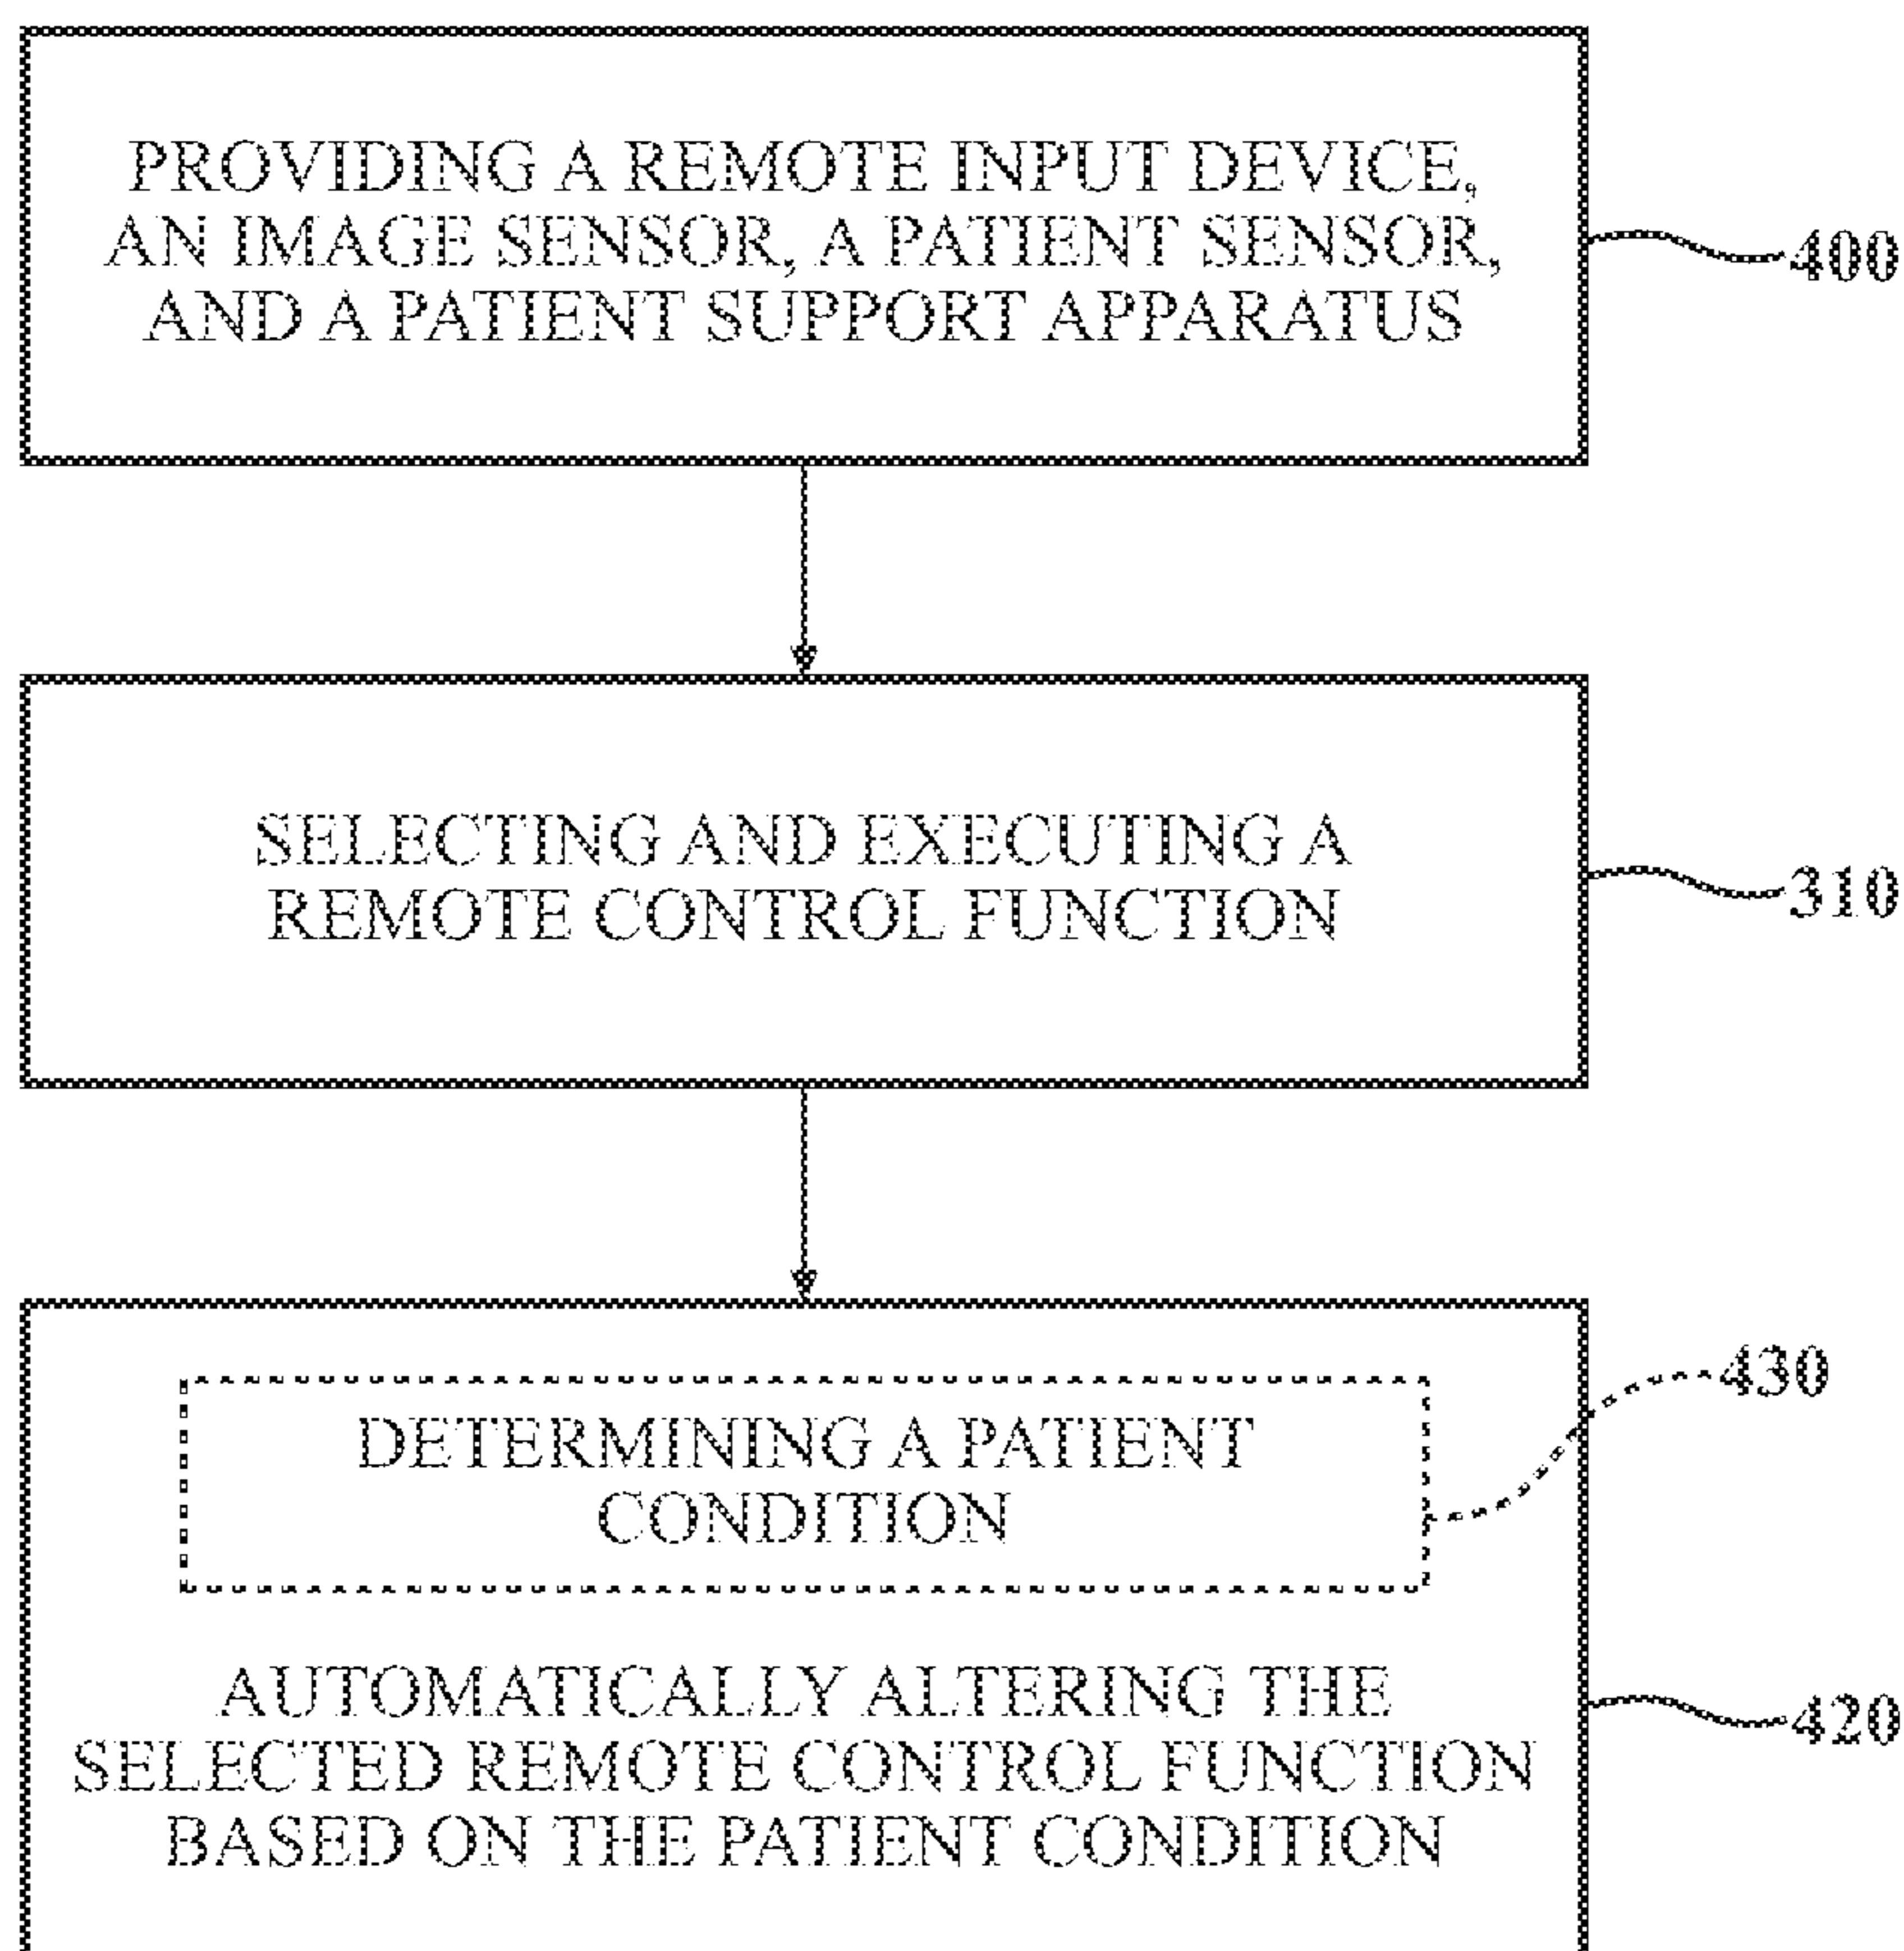 PROVIDING A REMOTE INPUT DEVICE,
AN IMAGE SENSOR, A PATIENT SENSOR,
AND A PATIENT SUPPORT APPARATUS
400
SELECTING AND EXECUTING A
REMOTE CONTROL FUNCTION
310
430
DETERMINING A PATIENT
CONDITION
AUTOMATICALLY ALTERING THE
SELECTED REMOTE CONTROL FUNCTION
BASED ON THE PATIENT CONDITION
420